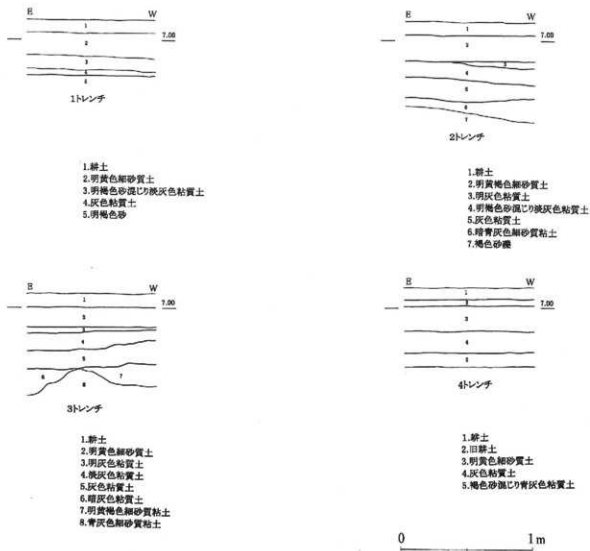 E W
1
7.00
2
3
4
5
1トレンチ
1.耕土
2.明黄色細砂質土
3.明褐色砂混じり淡灰色粘質土
4.灰色粘質土
5.明褐色砂
E W
1
7.00
2
3
4
5
6
7
2トレンチ
1.耕土
2.明黄褐色細砂質土
3.明灰色粘質土
4.明褐色砂混じり淡灰色粘質土
5.灰色粘質土
6.暗青灰色細砂質粘土
7.褐色砂礫
E W
1
7.00
2
3
4
5
6 7
8
3トレンチ
1.耕土
2.明黄色細砂質土
3.明灰色粘質土
4.淡灰色粘質土
5.灰色粘質土
6.暗灰色粘質土
7.明黄褐色細砂質粘土
8.青灰色細砂質粘土
E W
1
7.00
2
3
4
5
4トレンチ
1.耕土
2.旧耕土
3.明黄色細砂質土
4.灰色粘質土
5.褐色砂混じり青灰色粘質土
0 1m